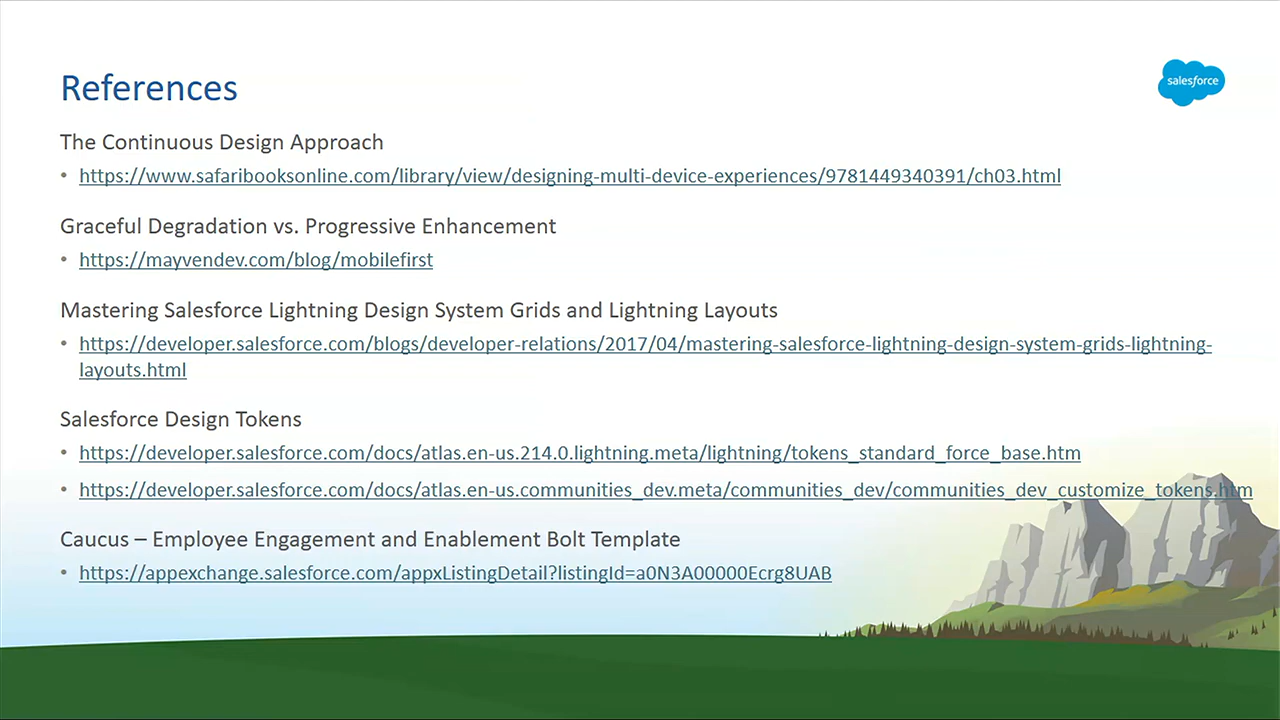 References
salesforce
The Continuous Design Approach
• https://www.safaribooksonline.com/library/view/designing-multi-device-experiences/9781449340391/ch03.html
Graceful Degradation vs. Progressive Enhancement
• https://mayvendev.com/blog/mobilefirst
Mastering Salesforce Lightning Design System Grids and Lightning Layouts
• https://developer.salesforce.com/blogs/developer-relations/2017/04/mastering-salesforce-lightning-design-system-grids-lightning-
layouts.html
Salesforce Design Tokens
• https://developer.salesforce.com/docs/atlas.en-us.214.0.lightning.meta/lightning/tokens_standard_force_base.htm
• https://developer.salesforce.com/docs/atlas.en-us.communities_dev.meta/communities_dev/communities_dev_customize_tokens.htm
Caucus – Employee Engagement and Enablement Bolt Template
• https://appexchange.salesforce.com/appxListingDetail?listingId=a0N3A00000Ecrg8UAB